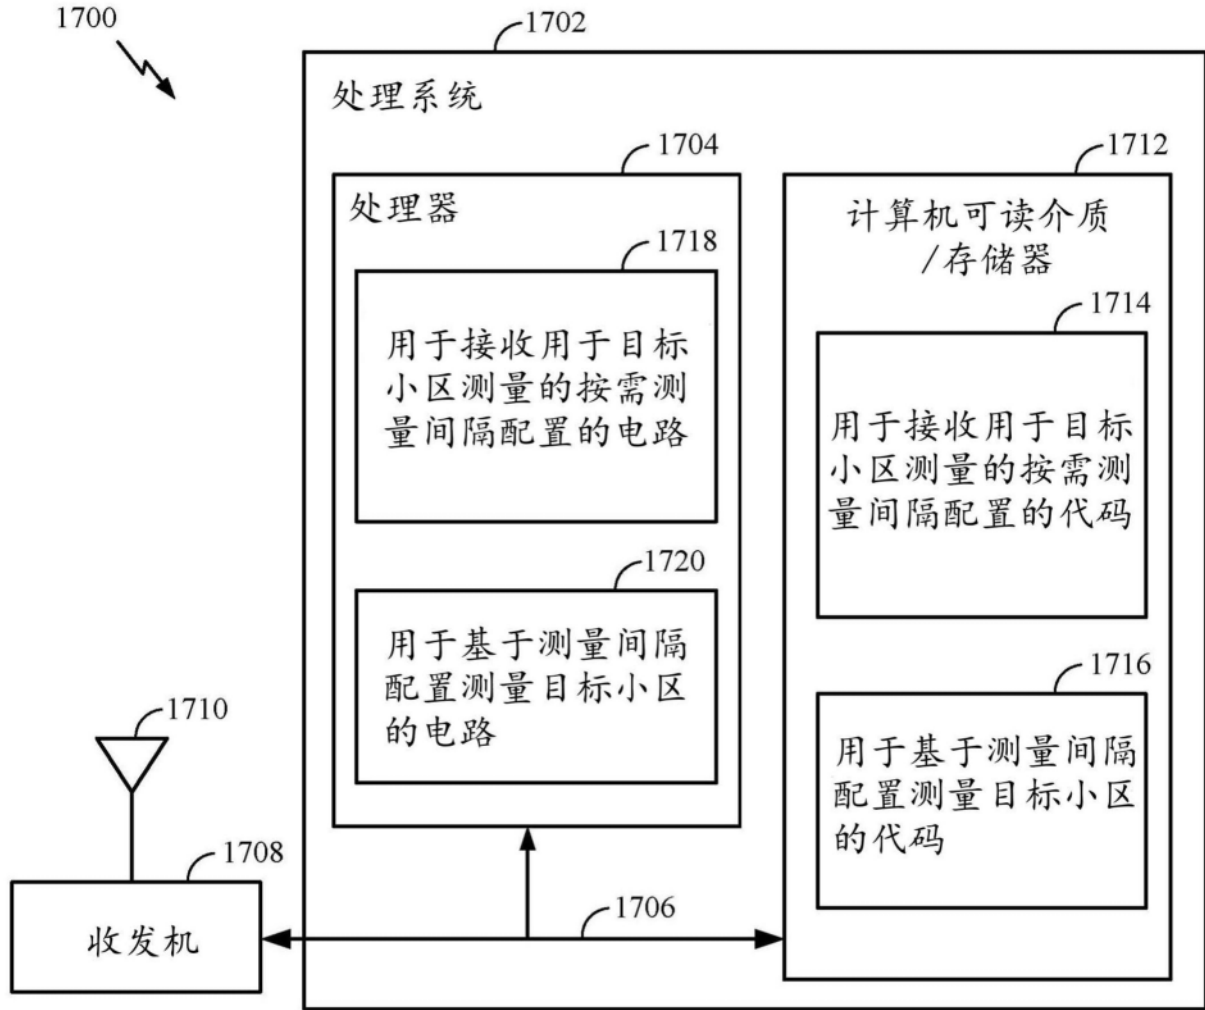 1700
1702
处理系统
1704
处理器
1718
用于接收用于目标
小区测量的按需测
量间隔配置的电路
1720
用于基于测量间隔
配置测量目标小区
的电路
1712
计算机可读介质
/存储器
1714
用于接收用于目标
小区测量的按需测
量间隔配置的代码
1716
用于基于测量间隔
配置测量目标小区
的代码
1710
1708
收发机
1706